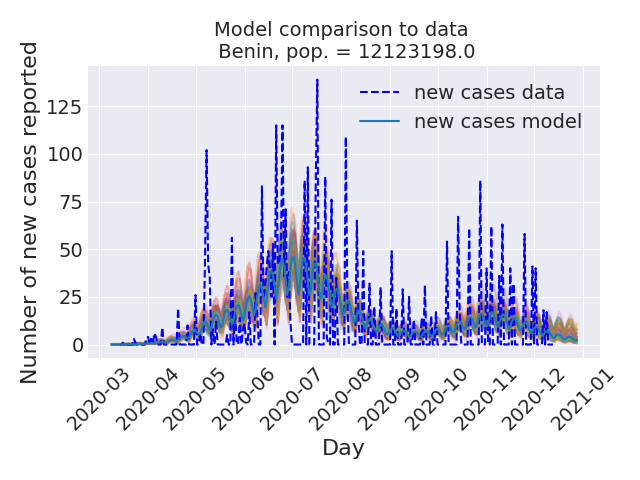 Model comparison to data
Benin, pop. = 12123198.0
Number of new cases reported
125
100
75
50
25
0
new cases data
new cases model
2020-03
2020-04
2020-05
2020-06
2020-07
2020-08
2020-09
2020-10
2020-11
2020-12
2021-01
Day